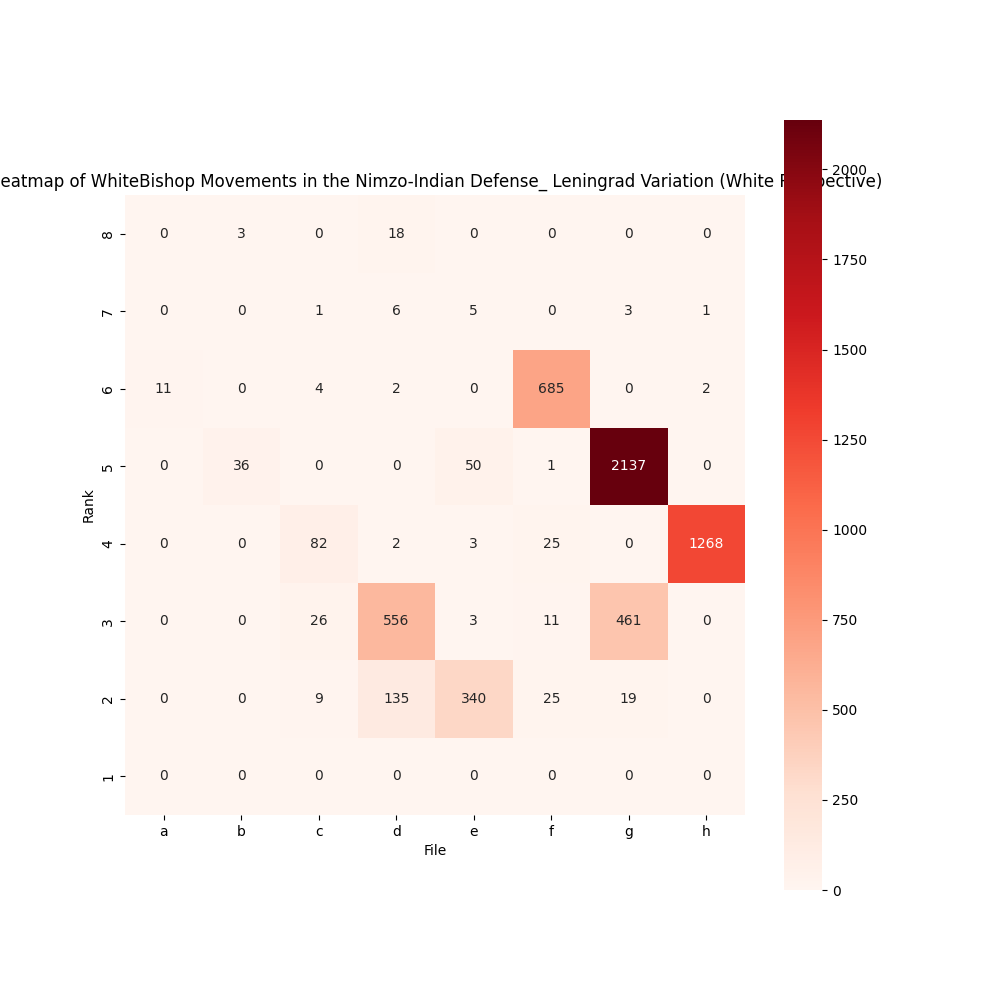 eatmap of WhiteBishop Movements in the Nimzo-Indian Defense_ Leningrad Variation (White Perspective)
8 0 3 0 18 0 0 0 0
7 0 0 1 6 5 0 3 1
6 11 0 4 2 0 685 0 2
5 0 36 0 0 50 1 2137 0
4 0 0 82 2 3 25 0 1268
3 0 0 26 556 3 11 461 0
2 0 0 9 135 340 25 19 0
1 0 0 0 0 0 0 0 0
a b c d e f g h
File
Rank
2000
1750
1500
1250
1000
750
500
250
0